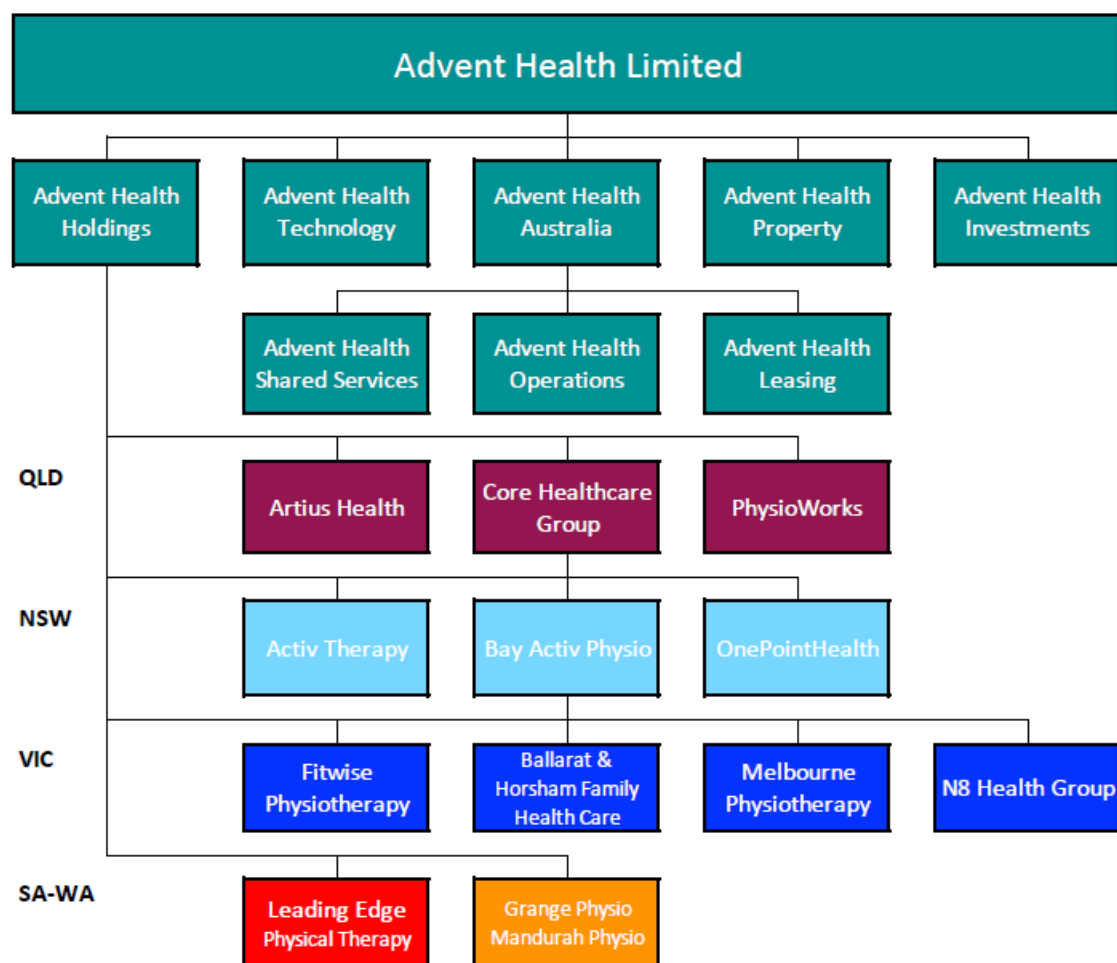 Advent Health Limited
Advent Health
Holdings
Advent Health
Technology
Advent Health
Australia
Advent Health
Property
Advent Health
Investments
Advent Health
Shared Services
Advent Health
Operations
Advent Health
Leasing
QLD
Artius Health
Core Healthcare
Group
PhysioWorks
NSW
Activ Therapy
Bay Activ Physio
OnePointHealth
VIC
Fitwise
Physiotherapy
Ballarat &
Horsham Family
Health Care
Melbourne
Physiotherapy
N8 Health Group
SA-WA
Leading Edge
Physical Therapy
Grange Physio
Mandurah Physio